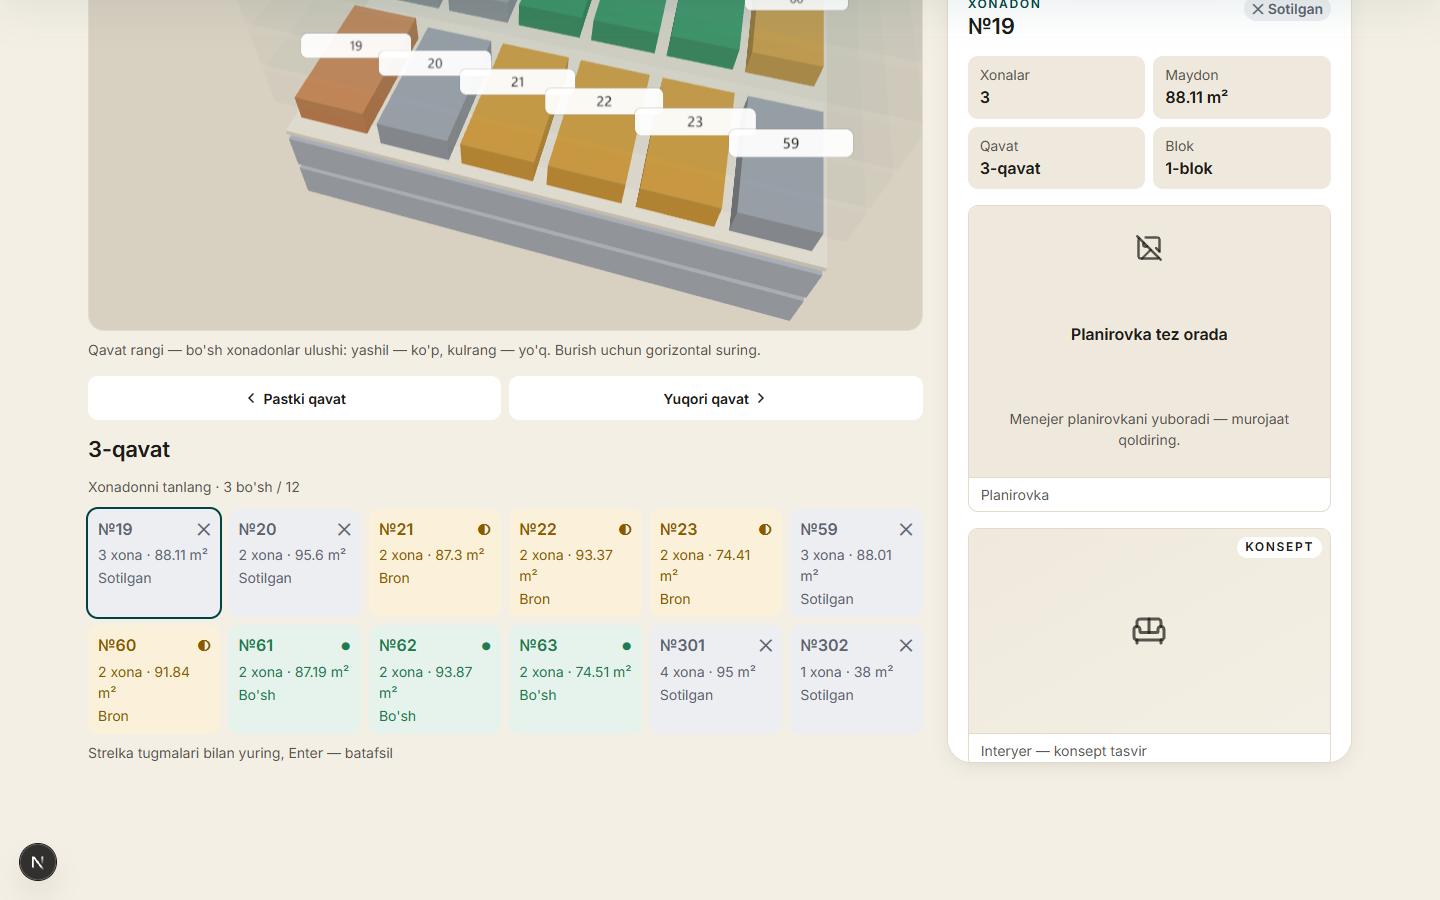 19
20
21
22
23
59
Qavat rangi — bo'sh xonadonlar ulushi: yashil — ko'p, kulrang — yo'q. Burish uchun gorizontal suring.
Pastki qavat
Yuqori qavat
3-qavat
Xonadonni tanlang · 3 bo'sh / 12
№19
3 xona · 88.11 m²
Sotilgan
№20
2 xona · 95.6 m²
Sotilgan
№21
2 xona · 87.3 m²
Bron
№22
2 xona · 93.37
m²
Bron
№23
2 xona · 74.41
m²
Bron
№59
3 xona · 88.01
m²
Sotilgan
№60
2 xona · 91.84
m²
Bron
№61
2 xona · 87.19 m²
Bo'sh
№62
2 xona · 93.87
m²
Bo'sh
№63
2 xona · 74.51 m²
Bo'sh
№301
4 xona · 95 m²
Sotilgan
№302
1 xona · 38 m²
Sotilgan
Strelka tugmalari bilan yuring, Enter — batafsil
XONADON
№19
Sotilgan
Xonalar
3
Maydon
88.11 m²
Qavat
3-qavat
Blok
1-blok
Planirovka tez orada
Menejer planirovkani yuboradi — murojaat
qoldiring.
Planirovka
KONSEPT
Interyer — konsept tasvir
N